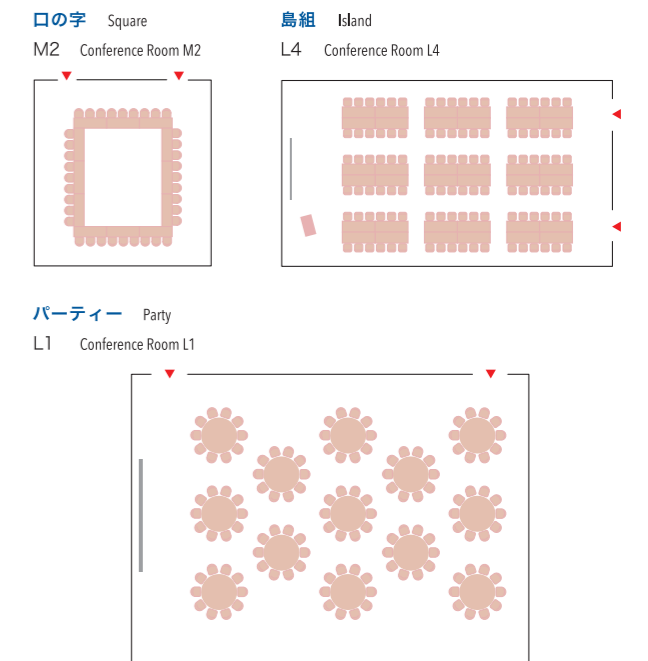 ロの字 Square
M2 Conference Room M2
島組 Island
L4 Conference Room L4
パーティー Party
L1 Conference Room L1